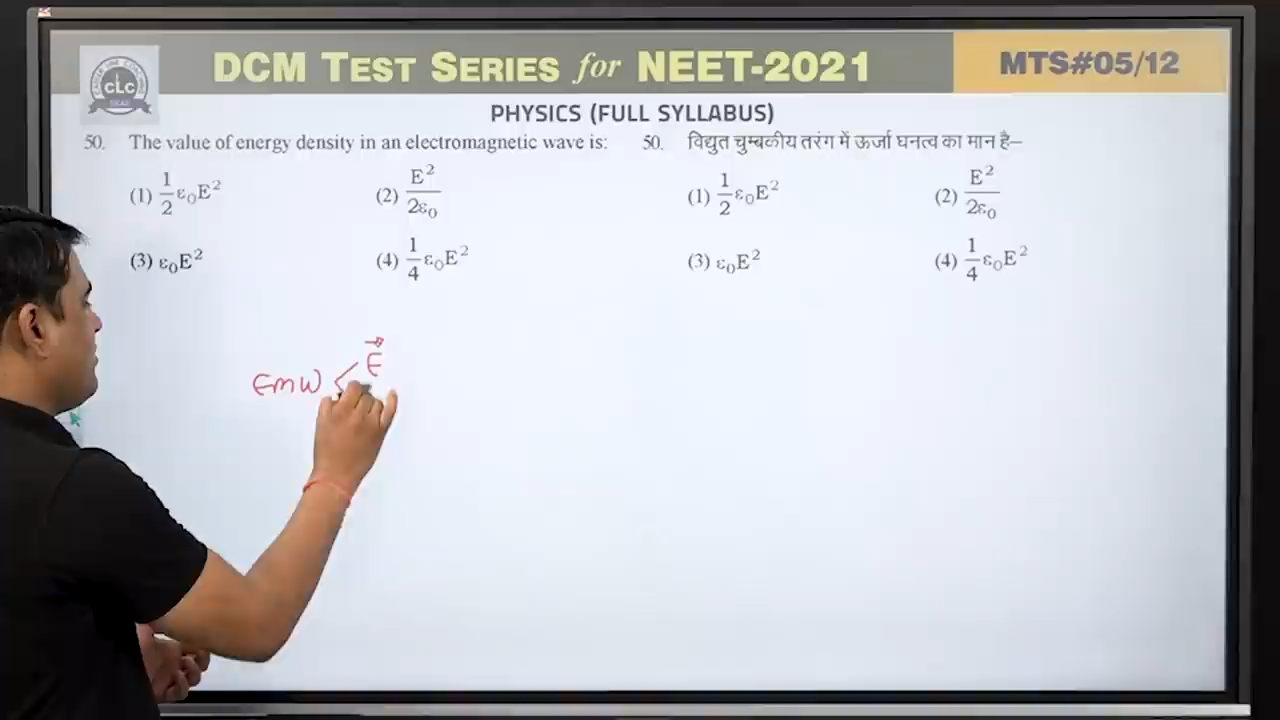 DCM TEST SERIES for NEET-2021
MTS#05/12
CLC
PHYSICS (FULL SYLLABUS)
50. The value of energy density in an electromagnetic wave is:
(1) 1/2 ε₀E² (2) E²/2ε₀
(3) ε₀E² (4) 1/4 ε₀E²
50. विद्युत चुम्बकीय तरंग में ऊर्जा घनत्व का मान है–
(1) 1/2 ε₀E² (2) E²/2ε₀
(3) ε₀E² (4) 1/4 ε₀E²
EMW < E⃗